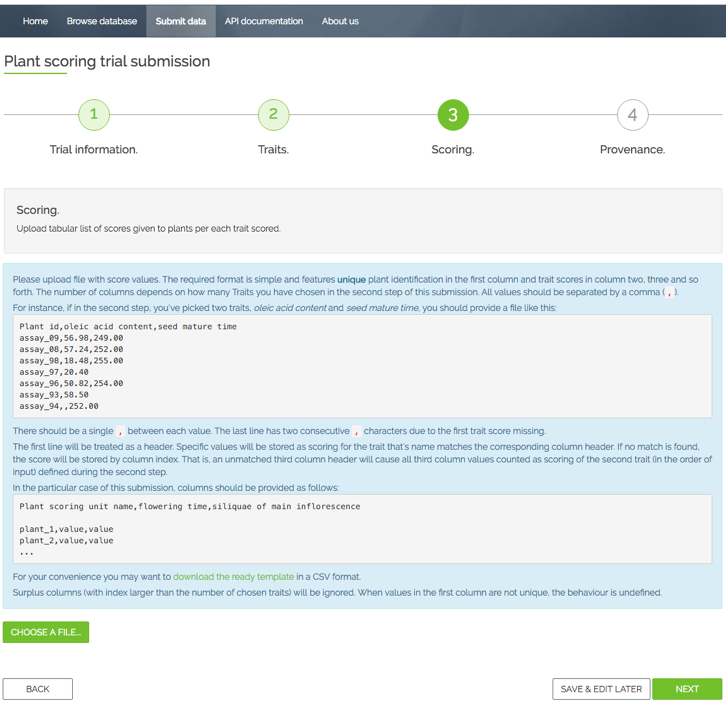 Home Browse database Submit data API documentation About us
Plant scoring trial submission
1 2 3 4
Trial information. Traits. Scoring. Provenance.
Scoring.
Upload tabular list of scores given to plants per each trait scored.
Please upload file with score values. The required format is simple and features unique plant identification in the first column and trait scores in column two, three and so
forth. The number of columns depends on how many Traits you have chosen in the second step of this submission. All values should be separated by a comma ( , ).
For instance, if in the second step, you've picked two traits, oleic acid content and seed mature time, you should provide a file like this:
Plant id,oleic acid content,seed mature time
assay_09,56.98,249.00
assay_08,57.24,252.00
assay_98,18.48,255.00
assay_97,20.40
assay_96,50.82,254.00
assay_93,58.50
assay_94,,252.00
There should be a single , between each value. The last line has two consecutive , characters due to the first trait score missing.
The first line will be treated as a header. Specific values will be stored as scoring for the trait that's name matches the corresponding column header. If no match is found,
the score will be stored by column index. That is, an unmatched third column header will cause all third column values counted as scoring of the second trait (in the order of
input) defined during the second step.
In the particular case of this submission, columns should be provided as follows:
Plant scoring unit name,flowering time,siliquae of main inflorescence
plant_1,value,value
plant_2,value,value
...
For your convenience you may want to download the ready template in a CSV format.
Surplus columns (with index larger than the number of chosen traits) will be ignored. When values in the first column are not unique, the behaviour is undefined.
CHOOSE A FILE...
BACK SAVE & EDIT LATER NEXT